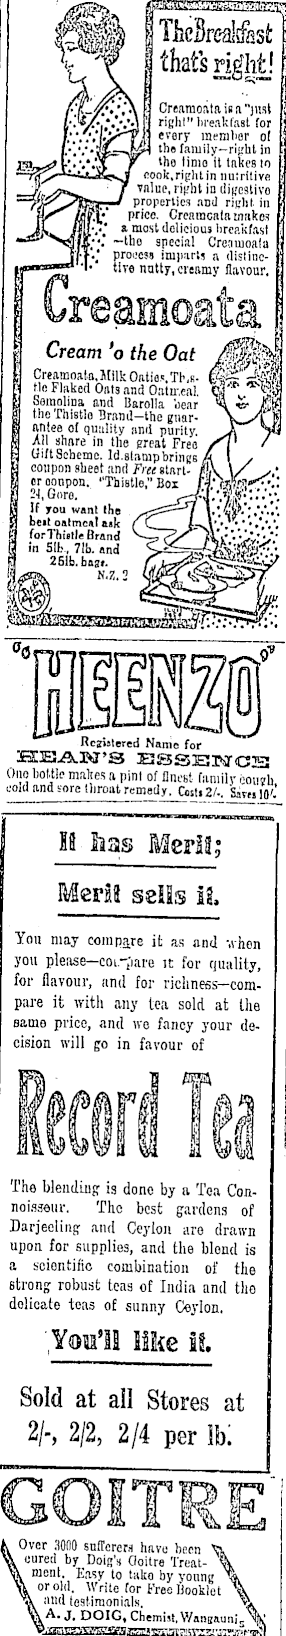 The Breakfast
that's right!
Creamoata is a "just
right" breakfast for
every member of
the family—right in
the time it takes to
cook, right in nutritive
value, right in digestive
properties and right in
price. Creamoata makes
a most delicious breakfast
—the special Creamoata
process imparts a distinc-
tive nutty, creamy flavour.
Creamoata
Cream 'o the Oat
Creamoata, Milk Oaties, This-
tle Flaked Oats and Oatmeal,
Semolina and Barolla bear
the Thistle Brand—the guar-
antee of quality and purity.
All share in the great Free
Gift Scheme. 1d. stamp brings
coupon sheet and Free start-
er coupon. "Thistle," Box
24, Gore.
If you want the
best oatmeal ask
for Thistle Brand
in 5lb., 7lb. and
25lb. bags.
N.Z. 2
HEENZO
Registered Name for
HEAN'S ESSENCE
One bottle makes a pint of finest family cough,
cold and sore throat remedy. Costs 2/-. Saves 10/-
It has Merit;
Merit sells it.
You may compare it as and when
you please—compare it for quality,
for flavour, and for richness—com-
pare it with any tea sold at the
same price, and we fancy your de-
cision will go in favour of
Record Tea
The blending is done by a Tea Con-
noisseur. The best gardens of
Darjeeling and Ceylon are drawn
upon for supplies, and the blend is
a scientific combination of the
strong robust teas of India and the
delicate teas of sunny Ceylon.
You'll like it.
Sold at all Stores at
2/-, 2/2, 2/4 per lb.
GOITRE
Over 3000 sufferers have been
cured by Doig's Goitre Treat-
ment. Easy to take by young
or old. Write for Free Booklet
and testimonials.
A. J. DOIG, Chemist, Wanganui,